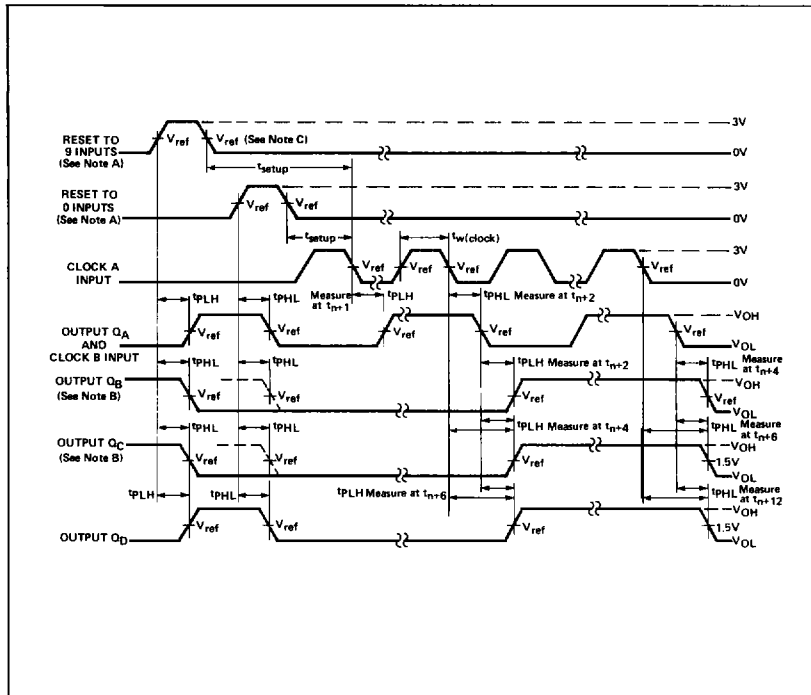 3V
RESET TO
9 INPUTS
(See Note A)
Vref
Vref (See Note C)
0V
tsetup
3V
RESET TO
0 INPUTS
(See Note A)
Vref
Vref
0V
tsetup
tw(clock)
3V
CLOCK A
INPUT
Vref
Vref
Vref
Vref
0V
tPLH
tPHL
Measure
at tn+1
tPLH
tPHL Measure at tn+2
VOH
OUTPUT QA
AND
CLOCK B INPUT
Vref
Vref
Vref
Vref
Vref
VOL
tPHL
tPHL
tPLH Measure at tn+2
tPHL Measure
at tn+4
VOH
OUTPUT QB
(See Note B)
Vref
Vref
Vref
Vref
VOL
tPHL
tPHL
tPLH Measure at tn+4
tPHL Measure
at tn+6
VOH
OUTPUT QC
(See Note B)
Vref
Vref
Vref
1.5V
VOL
tPLH
tPHL
tPLH Measure at tn+6
tPHL Measure
at tn+12
VOH
OUTPUT QD
Vref
Vref
Vref
1.5V
VOL